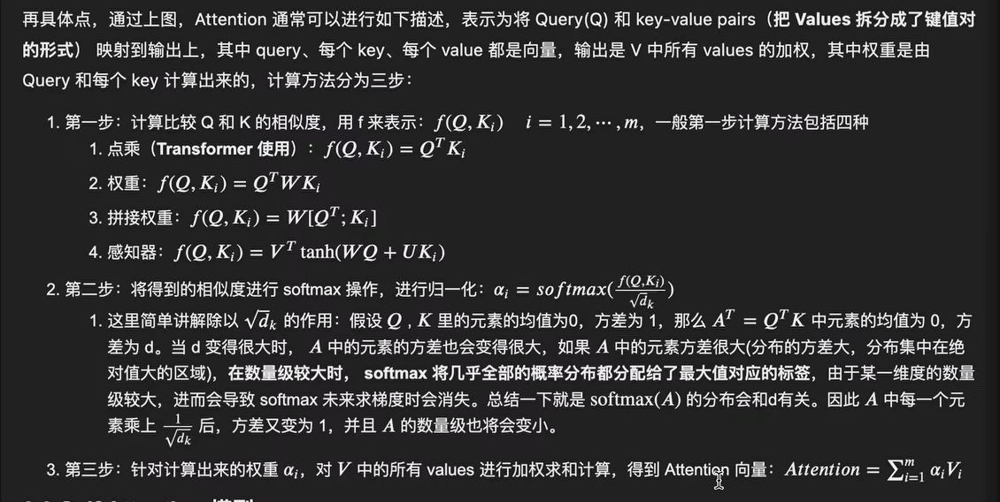 再具体点，通过上图，Attention 通常可以进行如下描述，表示为将 Query(Q) 和 key-value pairs（把 Values 拆分成了键值对
的形式） 映射到输出上，其中 query、每个 key、每个 value 都是向量，输出是 V 中所有 values 的加权，其中权重是由
Query 和每个 key 计算出来的，计算方法分为三步：
1. 第一步：计算比较 Q 和 K 的相似度，用 f 来表示：f(Q, K_i)  i = 1, 2, ⋯, m，一般第一步计算方法包括四种
1. 点乘（Transformer 使用）：f(Q, K_i) = Q^T K_i
2. 权重：f(Q, K_i) = Q^T W K_i
3. 拼接权重：f(Q, K_i) = W[Q^T; K_i]
4. 感知器：f(Q, K_i) = V^T tanh(WQ + UK_i)
2. 第二步：将得到的相似度进行 softmax 操作，进行归一化：α_i = softmax(f(Q,K_i)/√d_k)
1. 这里简单讲解除以 √d_k 的作用：假设 Q , K 里的元素的均值为0，方差为 1，那么 A^T = Q^T K 中元素的均值为 0，方
差为 d。当 d 变得很大时， A 中的元素的方差也会变得很大，如果 A 中的元素方差很大(分布的方差大，分布集中在绝
对值大的区域)，在数量级较大时， softmax 将几乎全部的概率分布都分配给了最大值对应的标签，由于某一维度的数量
级较大，进而会导致 softmax 未来求梯度时会消失。总结一下就是 softmax(A) 的分布会和d有关。因此 A 中每一个元
素乘上 1/√d_k 后，方差又变为 1，并且 A 的数量级也将会变小。
3. 第三步：针对计算出来的权重 α_i，对 V 中的所有 values 进行加权求和计算，得到 Attention 向量：Attention = ∑_{i=1}^m α_i V_i